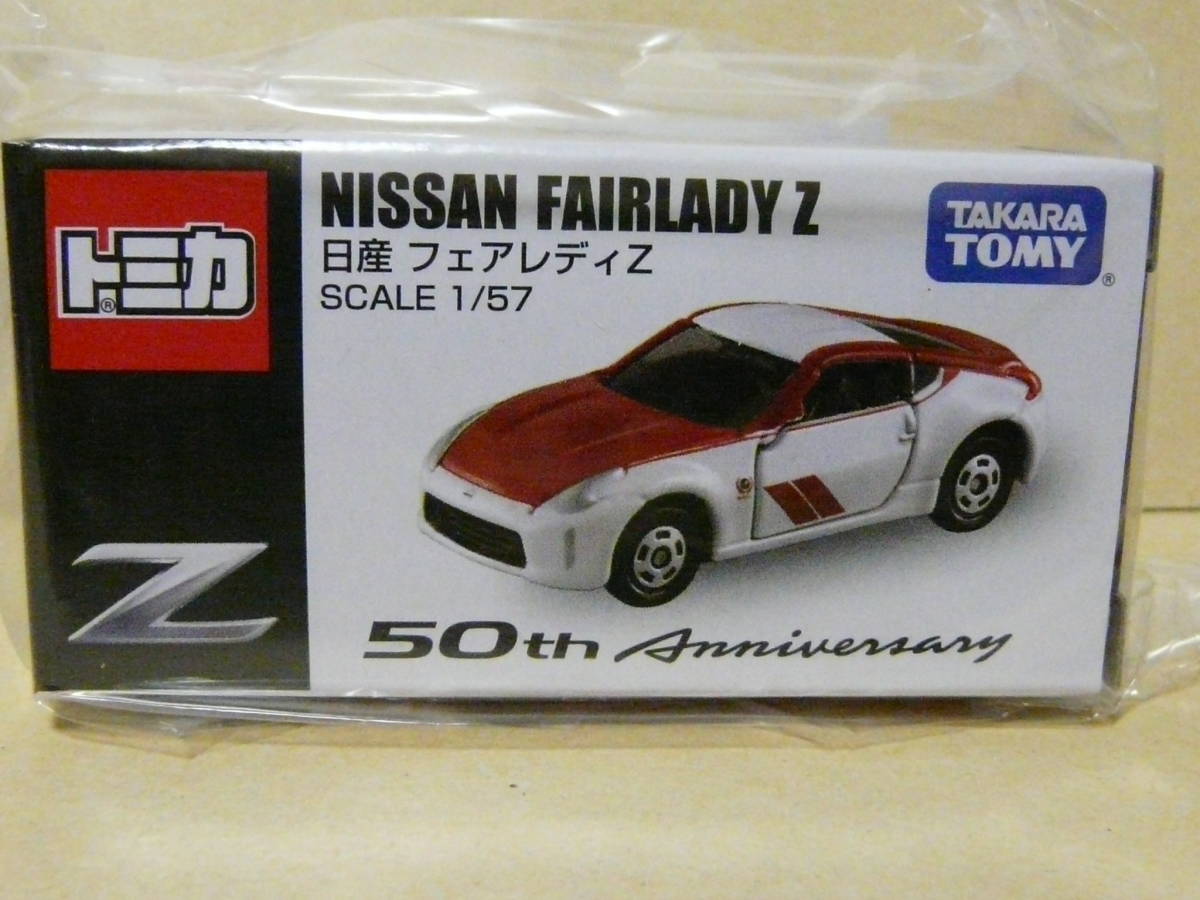 トミカ®
NISSAN FAIRLADY Z
日産 フェアレディZ
SCALE 1/57
TAKARA
TOMY®
Z
50th Anniversary